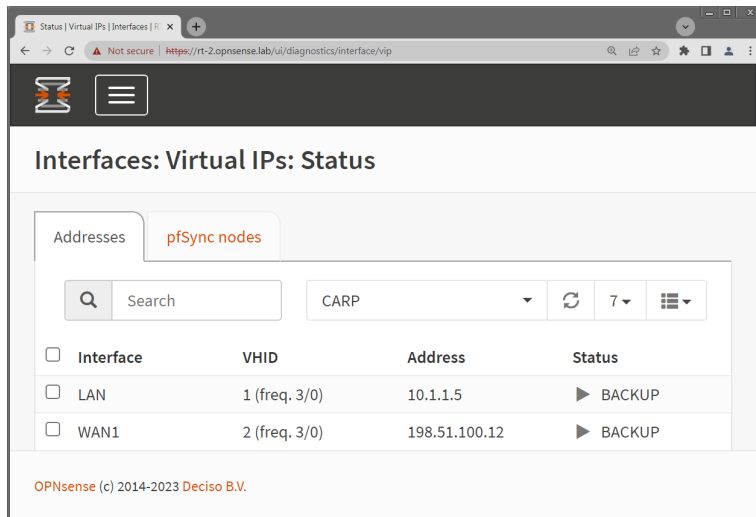 Status | Virtual IPs | Interfaces | R
Not secure | https://rt-2.opnsense.lab/ui/diagnostics/interface/vip
Interfaces: Virtual IPs: Status
Addresses pfSync nodes
Search CARP 7
Interface VHID Address Status
LAN 1 (freq. 3/0) 10.1.1.5 BACKUP
WAN1 2 (freq. 3/0) 198.51.100.12 BACKUP
OPNsense (c) 2014-2023 Deciso B.V.